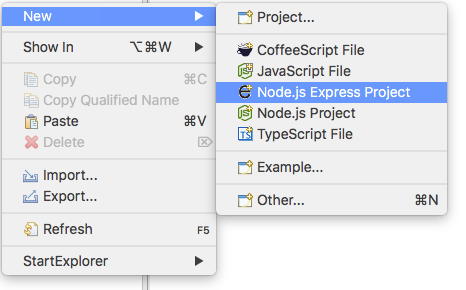 New
Show In ⌥⌘W
Copy ⌘C
Copy Qualified Name
Paste ⌘V
Delete ⌦
Import...
Export...
Refresh F5
StartExplorer
Project...
CoffeeScript File
JavaScript File
Node.js Express Project
Node.js Project
TypeScript File
Example...
Other... ⌘N